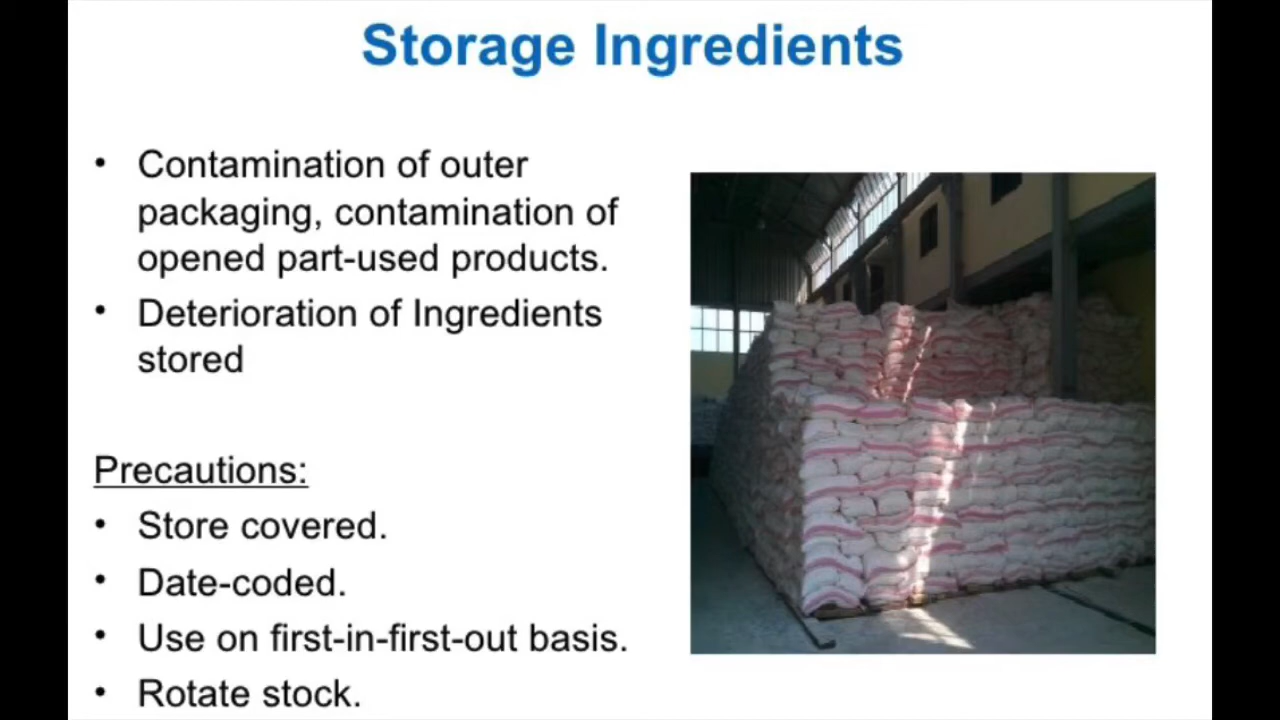 Storage Ingredients
• Contamination of outer
packaging, contamination of
opened part-used products.
• Deterioration of Ingredients
stored
Precautions:
• Store covered.
• Date-coded.
• Use on first-in-first-out basis.
• Rotate stock.